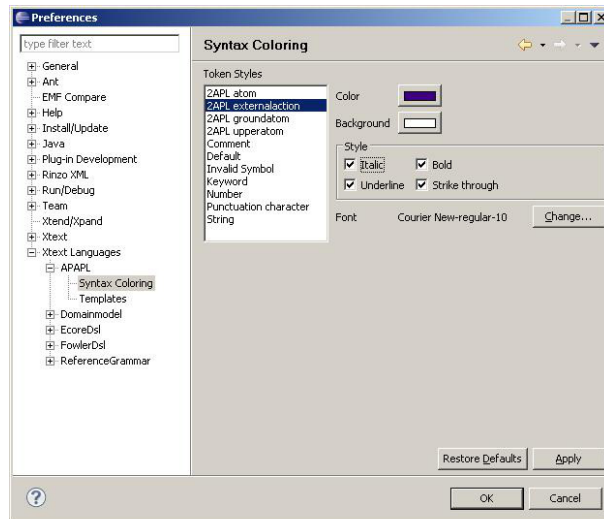 Preferences
type filter text
General
Ant
EMF Compare
Help
Install/Update
Java
Plug-in Development
Rinzo XML
Run/Debug
Team
Xtend/Xpand
Xtext
Xtext Languages
APAPL
Syntax Coloring
Templates
Domainmodel
EcoreDsl
FowlerDsl
ReferenceGrammar
Syntax Coloring
Token Styles
2APL atom
2APL externalaction
2APL groundatom
2APL upperatom
Comment
Default
Invalid Symbol
Keyword
Number
Punctuation character
String
Color
Background
Style
Italic Bold
Underline Strike through
Font Courier New-regular-10 Change...
Restore Defaults Apply
? OK Cancel